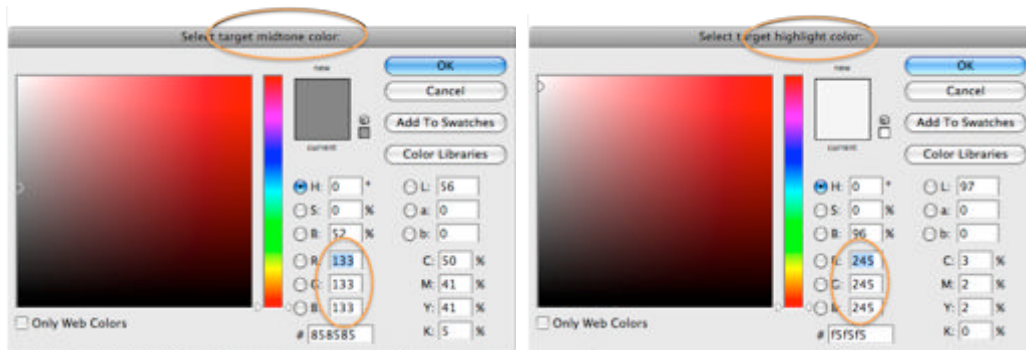 Select target midtone color:
new
current
OK
Cancel
Add To Swatches
Color Libraries
H: 0 °
S: 0 %
B: 52 %
R: 133
G: 133
B: 133
# 858585
L: 56
a: 0
b: 0
C: 50 %
M: 41 %
Y: 41 %
K: 5 %
Only Web Colors
Select target highlight color:
new
current
OK
Cancel
Add To Swatches
Color Libraries
H: 0 °
S: 0 %
B: 96 %
R: 245
G: 245
B: 245
# f5f5f5
L: 97
a: 0
b: 0
C: 3 %
M: 2 %
Y: 2 %
K: 0 %
Only Web Colors